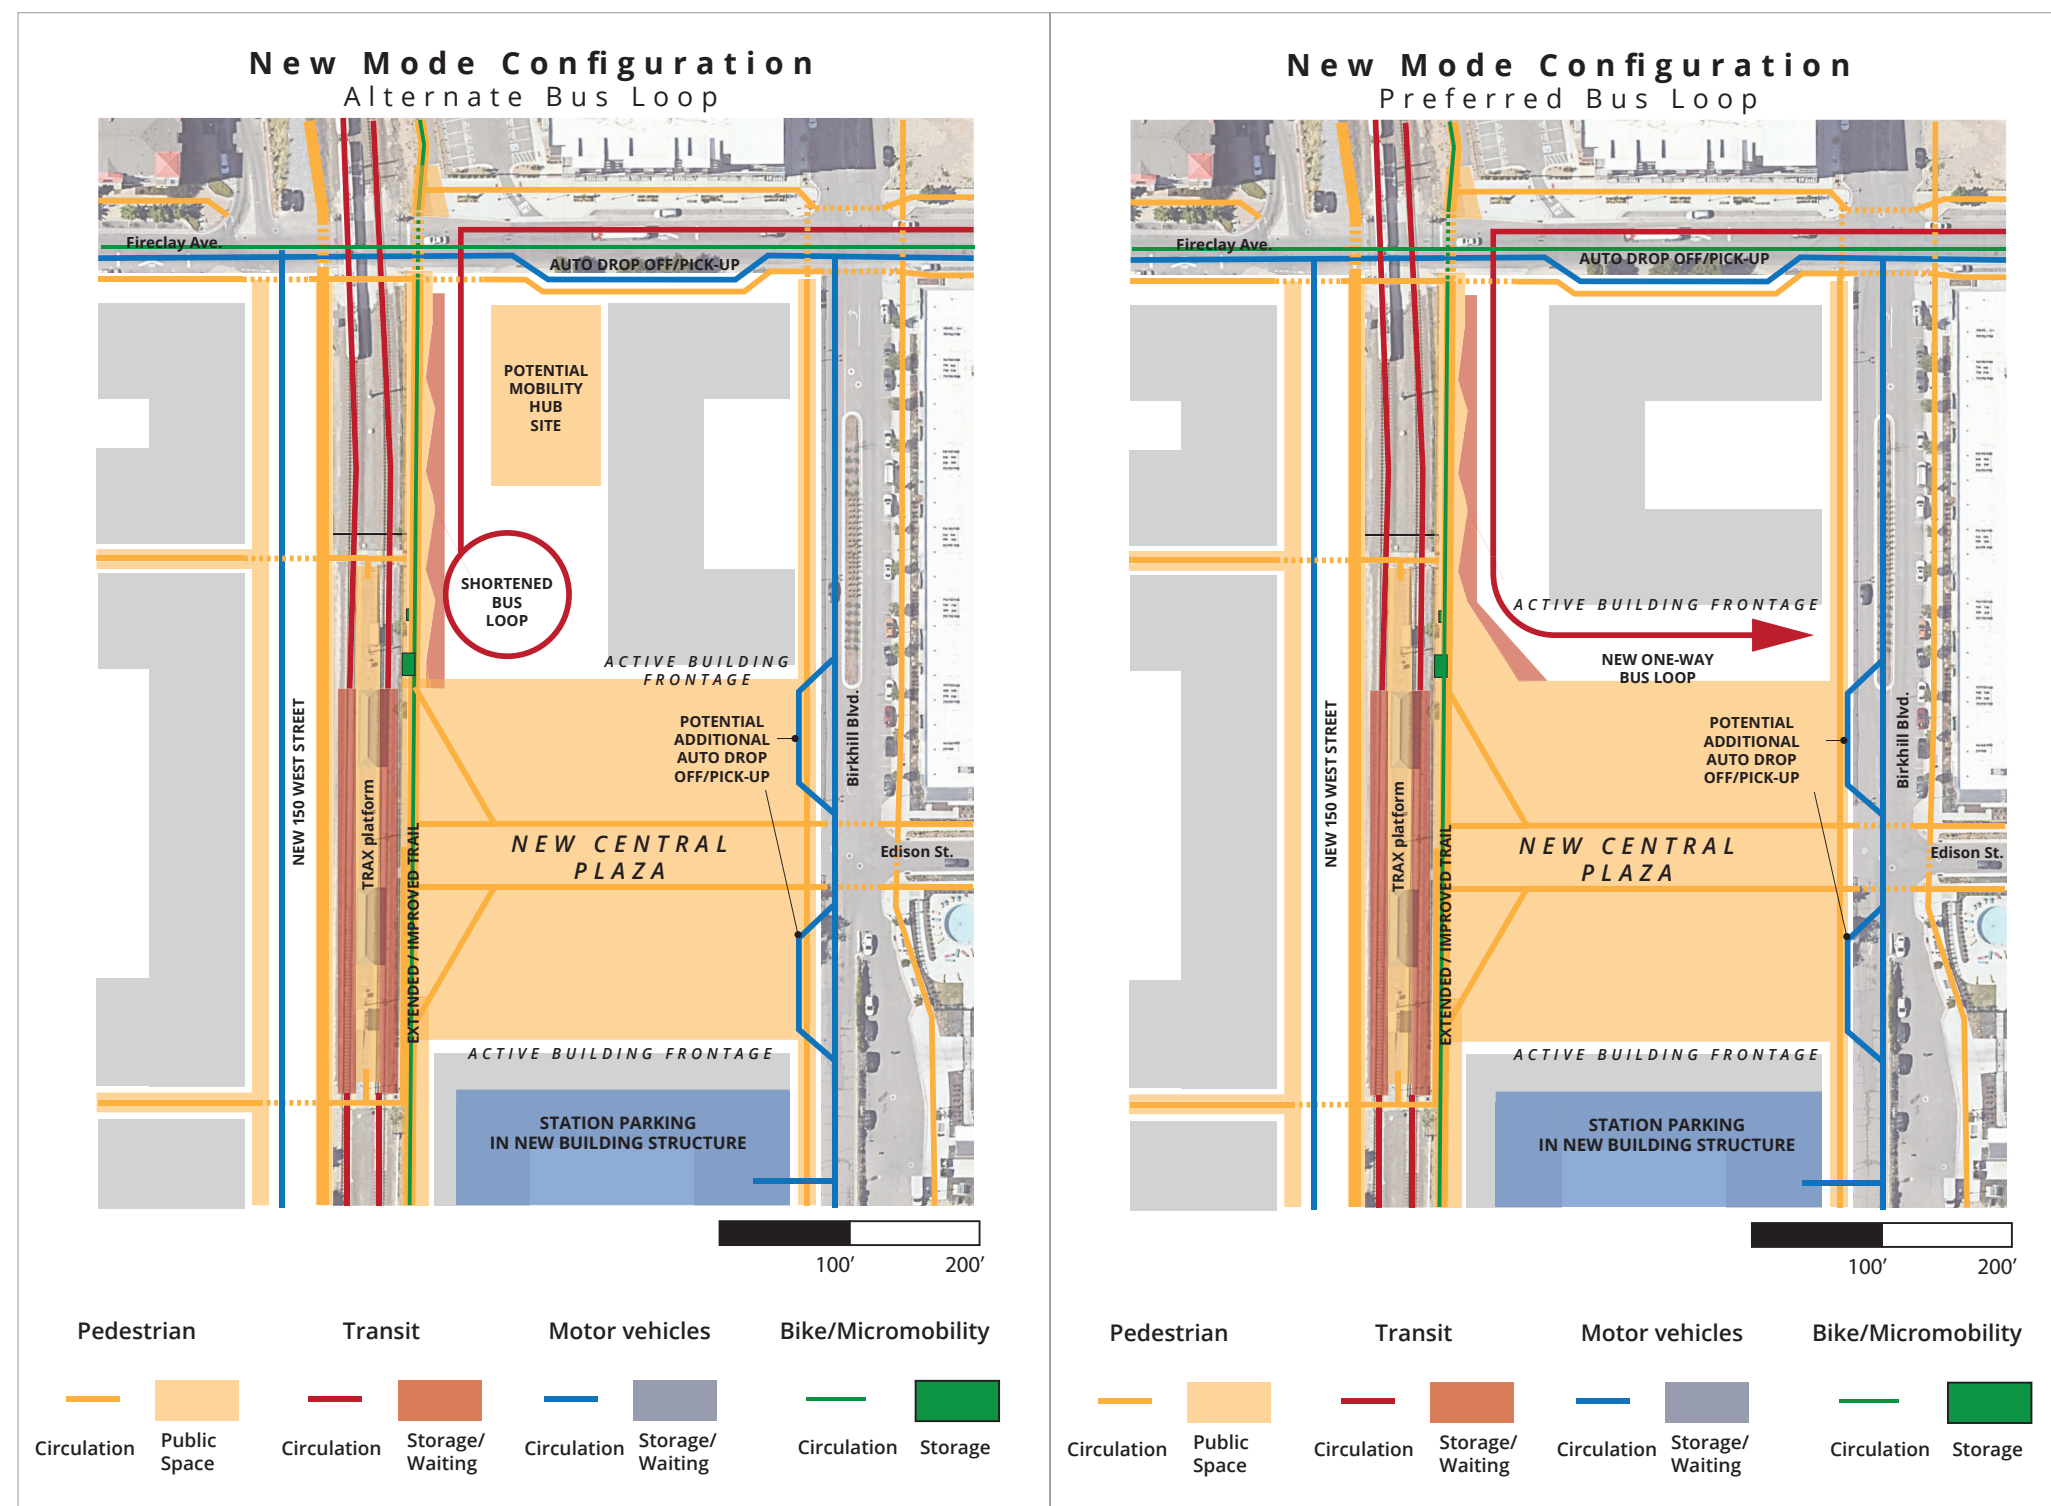 New Mode Configuration
Alternate Bus Loop
Fireclay Ave.
AUTO DROP OFF/PICK-UP
POTENTIAL
MOBILITY
HUB
SITE
SHORTENED
BUS
LOOP
ACTIVE BUILDING
FRONTAGE
POTENTIAL
ADDITIONAL
AUTO DROP
OFF/PICK-UP
Birkhill Blvd.
NEW 150 WEST STREET
TRAX platform
EXTENDED / IMPROVED TRAIL
NEW CENTRAL
PLAZA
Edison St.
ACTIVE BUILDING FRONTAGE
STATION PARKING
IN NEW BUILDING STRUCTURE
100'
200'
Pedestrian
Transit
Motor vehicles
Bike/Micromobility
Circulation
Public
Space
Circulation
Storage/
Waiting
Circulation
Storage/
Waiting
Circulation
Storage
New Mode Configuration
Preferred Bus Loop
Fireclay Ave.
AUTO DROP OFF/PICK-UP
ACTIVE BUILDING FRONTAGE
NEW ONE-WAY
BUS LOOP
POTENTIAL
ADDITIONAL
AUTO DROP
OFF/PICK-UP
Birkhill Blvd.
NEW 150 WEST STREET
TRAX platform
EXTENDED / IMPROVED TRAIL
NEW CENTRAL
PLAZA
Edison St.
ACTIVE BUILDING FRONTAGE
STATION PARKING
IN NEW BUILDING STRUCTURE
100'
200'
Pedestrian
Transit
Motor vehicles
Bike/Micromobility
Circulation
Public
Space
Circulation
Storage/
Waiting
Circulation
Storage/
Waiting
Circulation
Storage